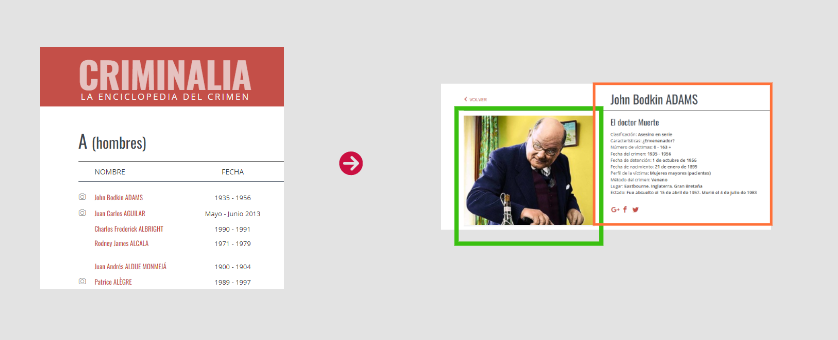 CRIMINALIA
LA ENCICLOPEDIA DEL CRIMEN
A (hombres)
NOMBRE FECHA
John Bodkin ADAMS 1935 - 1956
Juan Carlos AGUILAR Mayo - Junio 2013
Charles Frederick ALBRIGHT 1990 - 1991
Rodney James ALCALA 1971 - 1979
Juan Andrés ALDIJE MONMEJÁ 1900 - 1904
Patrice ALÈGRE 1989 - 1997
John Bodkin ADAMS
El doctor Muerte
Clasificación: Asesino en serie
Características: ¿Envenenador?
Número de víctimas: 8 - 163 +
Fecha del crimen: 1935 - 1956
Fecha de detención: 1 de octubre de 1956
Fecha de nacimiento: 21 de enero de 1899
Perfil de la víctima: Mujeres mayores (pacientes)
Método del crimen: Veneno
Lugar: Eastbourne, Inglaterra, Gran Bretaña
Estado: Fue absuelto el 15 de abril de 1957. Murió el 4 de julio de 1983
G+ f